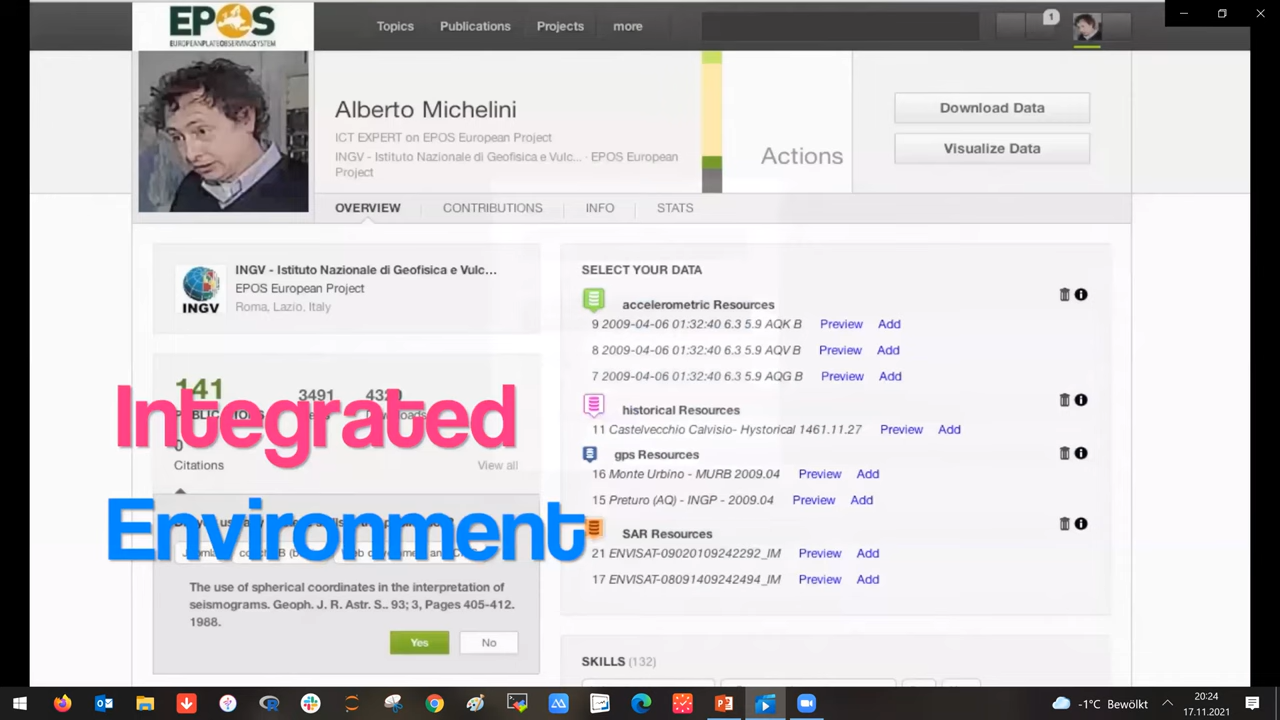 EPOS
EUROPEAN PLATE OBSERVING SYSTEM
Topics
Publications
Projects
more
1
Alberto Michelini
ICT EXPERT on EPOS European Project
INGV - Istituto Nazionale di Geofisica e Vulc... · EPOS European
Project
Actions
Download Data
Visualize Data
OVERVIEW
CONTRIBUTIONS
INFO
STATS
INGV - Istituto Nazionale di Geofisica e Vulc...
EPOS European Project
Roma, Lazio, Italy
INGV
141
3491
Integrated
0
Citations
View all
Environment
The use of spherical coordinates in the interpretation of
seismograms. Geoph. J. R. Astr. S.. 93; 3, Pages 405-412.
1988.
Yes
No
SELECT YOUR DATA
accelerometric Resources
9 2009-04-06 01:32:40 6.3 5.9 AQK B Preview Add
8 2009-04-06 01:32:40 6.3 5.9 AQV B Preview Add
7 2009-04-06 01:32:40 6.3 5.9 AQG B Preview Add
historical Resources
11 Castelvecchio Calvisio- Hystorical 1461.11.27 Preview Add
gps Resources
16 Monte Urbino - MURB 2009.04 Preview Add
15 Preturo (AQ) - INGP - 2009.04 Preview Add
SAR Resources
21 ENVISAT-09020109242292_IM Preview Add
17 ENVISAT-08091409242494_IM Preview Add
SKILLS (132)
-1°C Bewölkt
20:24
17.11.2021